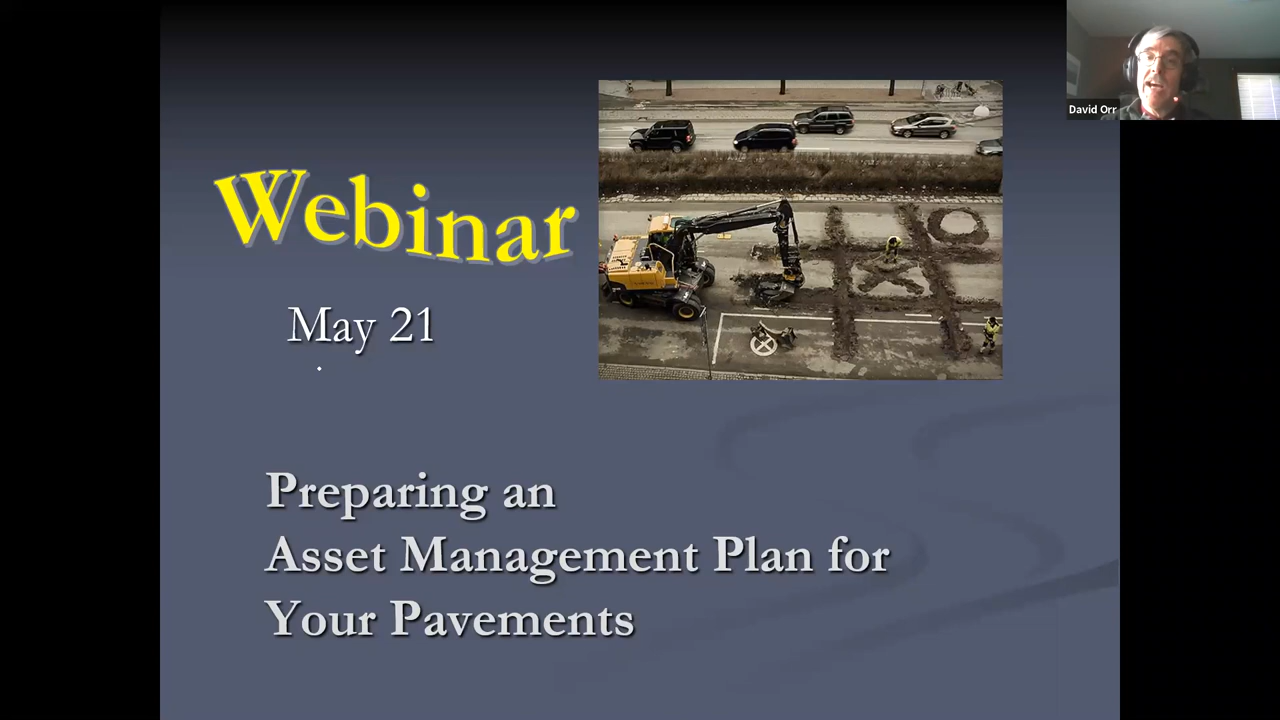 David Orr
Webinar
May 21
Preparing an
Asset Management Plan for
Your Pavements